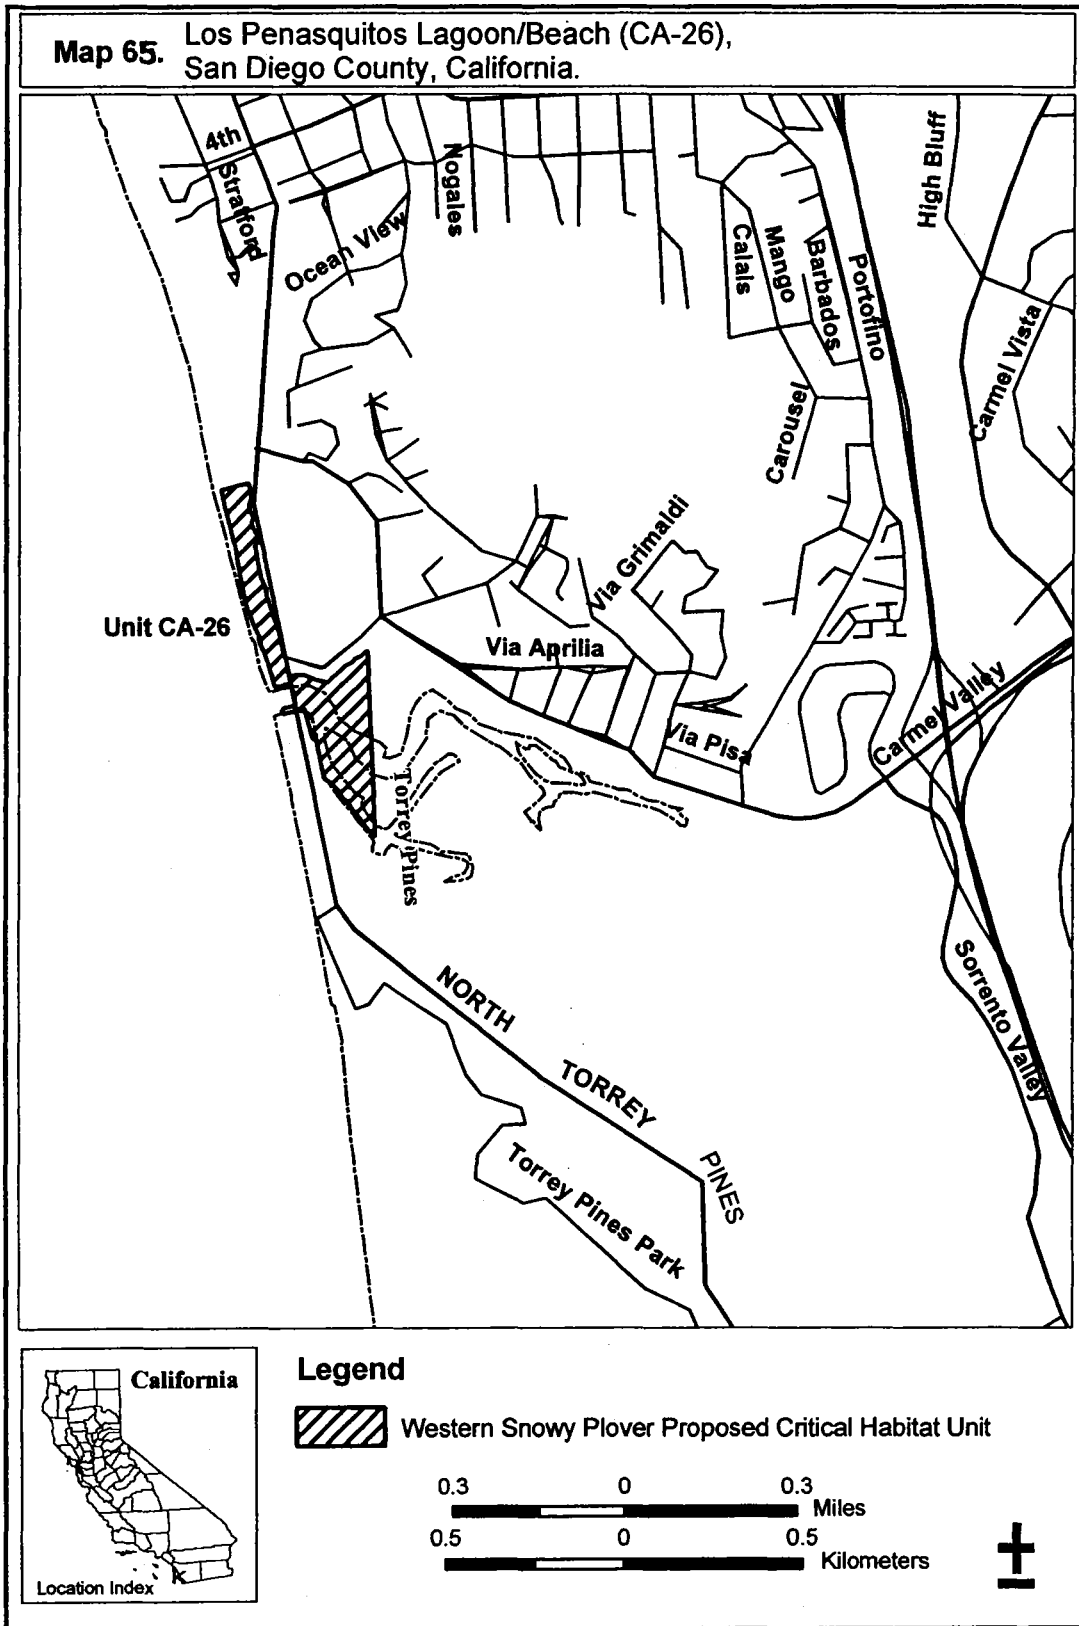 Map 65. Los Penasquitos Lagoon/Beach (CA-26),
San Diego County, California.
4th
Stratford
Ocean View
Nogales
Calais
Mango
Barbados
Portofino
High Bluff
Carmel Vista
Carousel
Via Grimaldi
Unit CA-26
Via Aprilia
Via Pisa
Carmel Valley
Torrey Pines
Sorrento Valley
NORTH
TORREY
PINES
Torrey Pines Park
California
Location Index
Legend
Western Snowy Plover Proposed Critical Habitat Unit
0.3 0 0.3
Miles
0.5 0 0.5
Kilometers